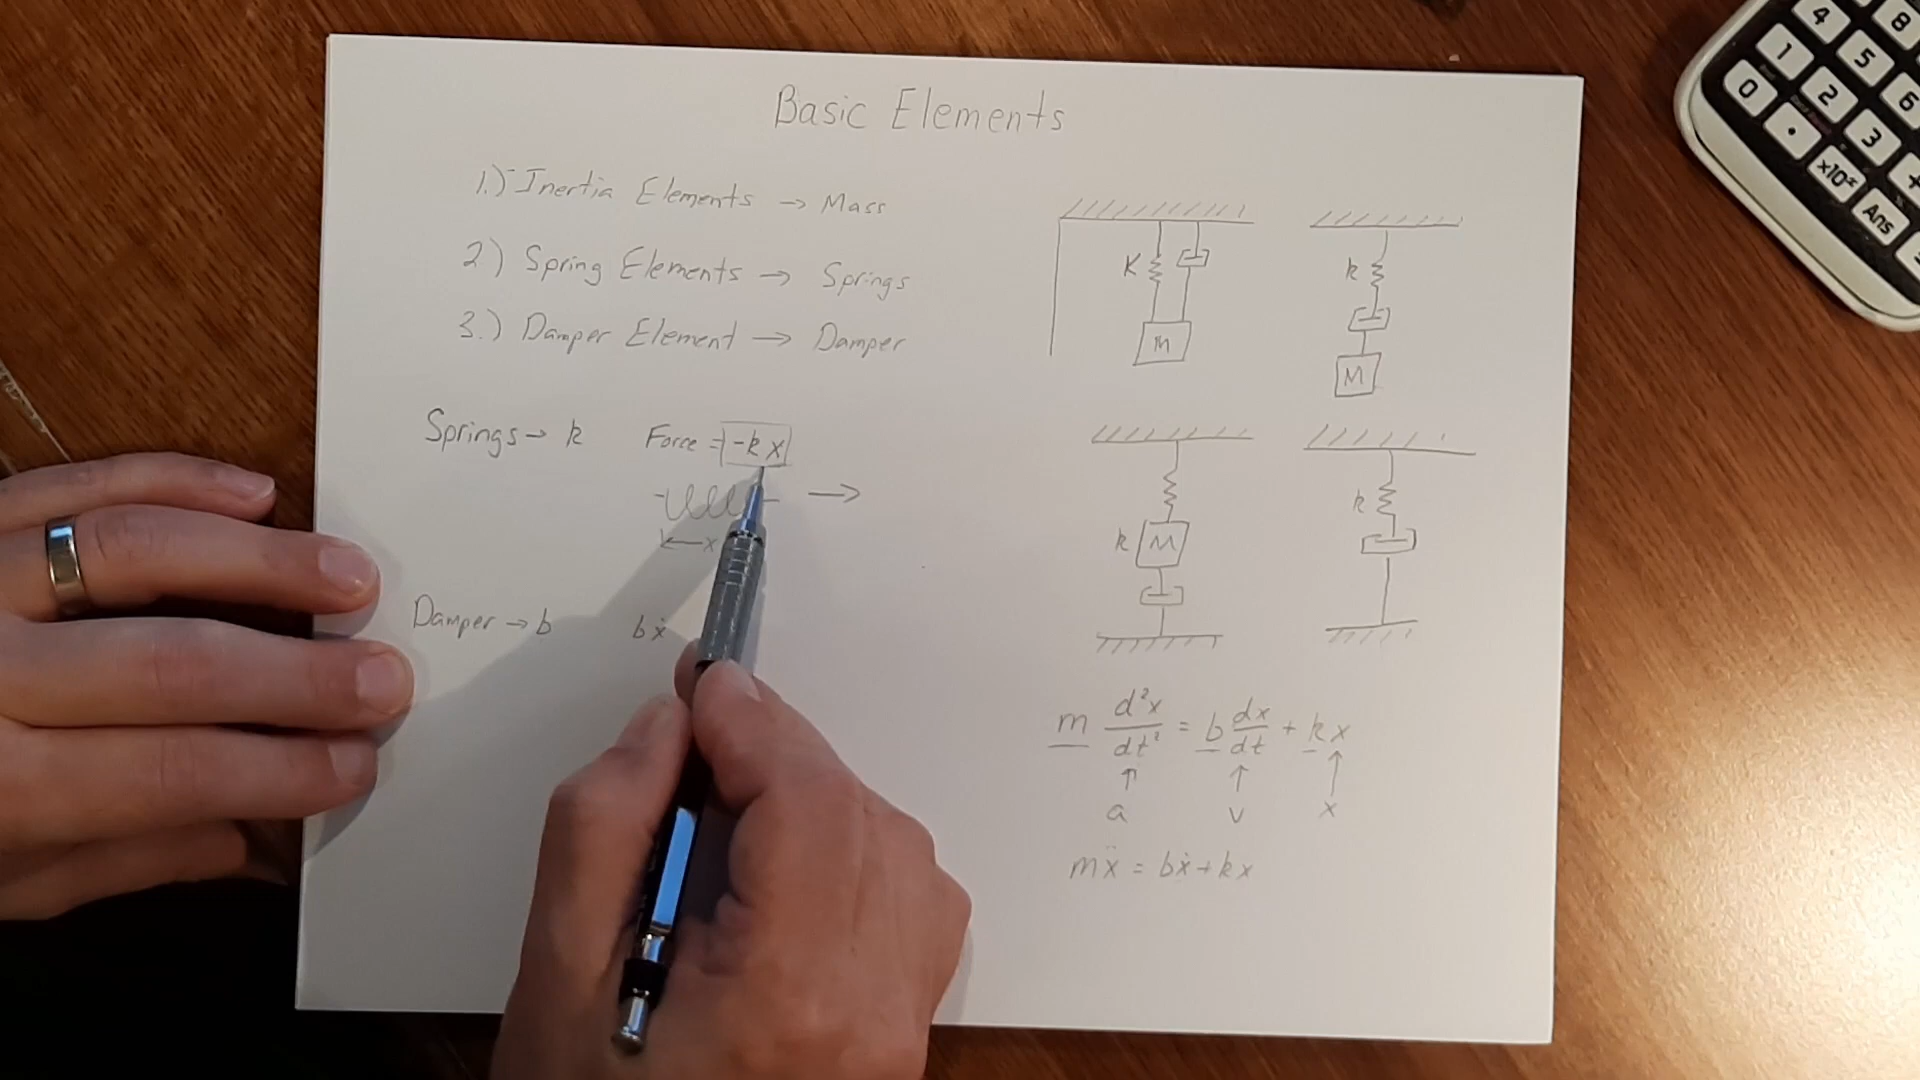 Basic Elements
1.) Inertia Elements → Mass
2.) Spring Elements → Springs
3.) Damper Element → Damper
Springs → k Force = -kx
← x
Damper → b bẋ
K
M
k
M
k M
k
m d²x/dt² = b dx/dt + kx
↑ ↑ ↑
a v x
mẍ = bẋ + kx
4 8
1 5
0 2 6
. 3
×10ˣ +
Ans